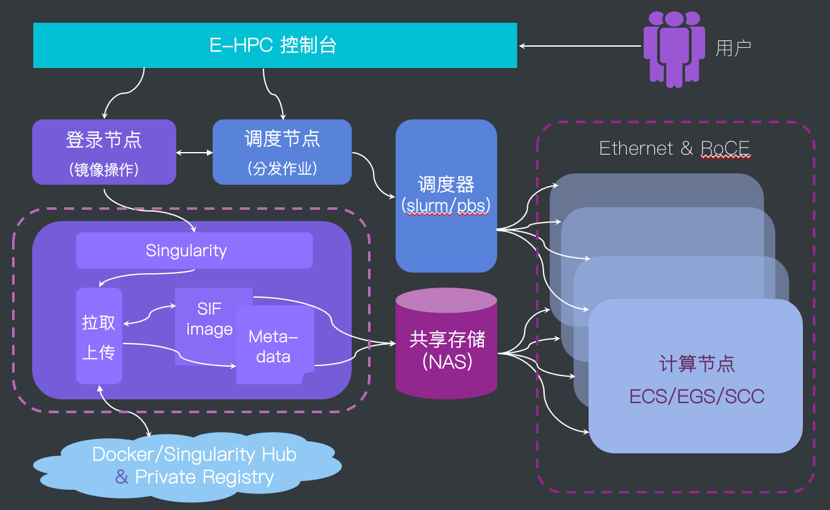 E-HPC 控制台
用户
登录节点
(镜像操作)
调度节点
(分发作业)
调度器
(slurm/pbs)
Ethernet & RoCE
Singularity
拉取
上传
SIF
image
Meta-
data
共享存储
(NAS)
计算节点
ECS/EGS/SCC
Docker/Singularity Hub
& Private Registry